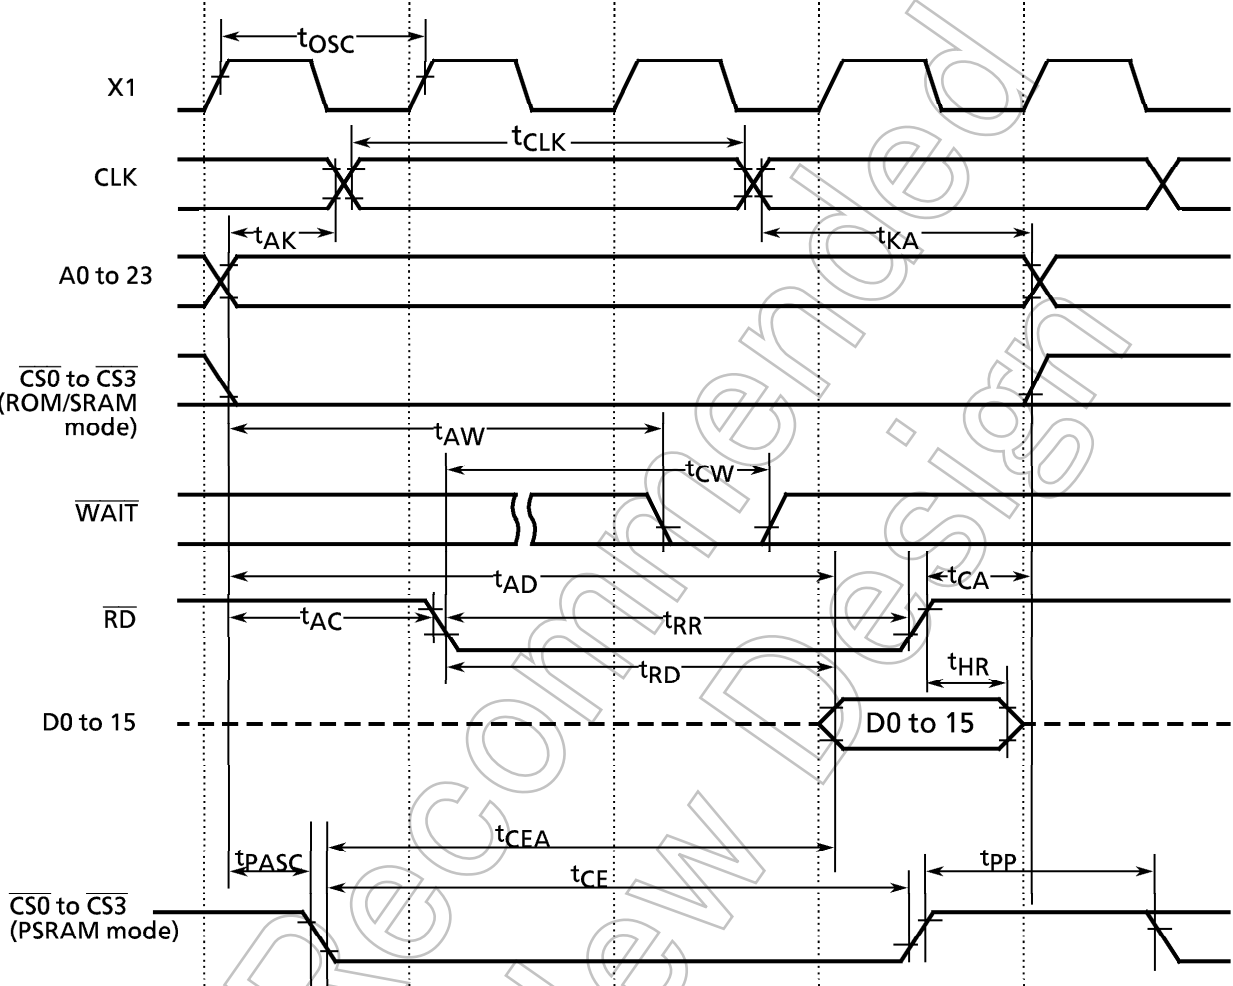 tOSC
X1
tCLK
CLK
tAK
tKA
A0 to 23
CS0 to CS3
(ROM/SRAM
mode)
tAW
tCW
WAIT
tAD
tCA
RD
tAC
tRR
tRD
tHR
D0 to 15
D0 to 15
tCEA
tPASC
tCE
tPP
CS0 to CS3
(PSRAM mode)
Recommended
New Design